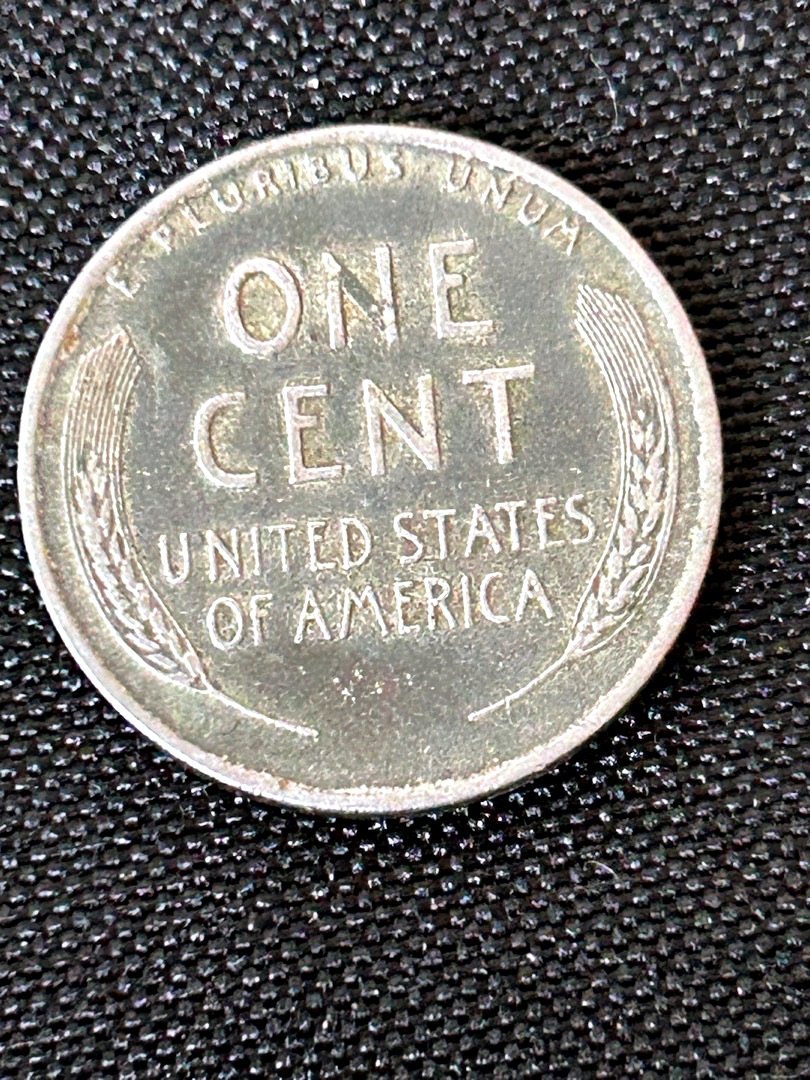 E PLURIBUS UNUM
ONE
CENT
UNITED STATES
OF AMERICA